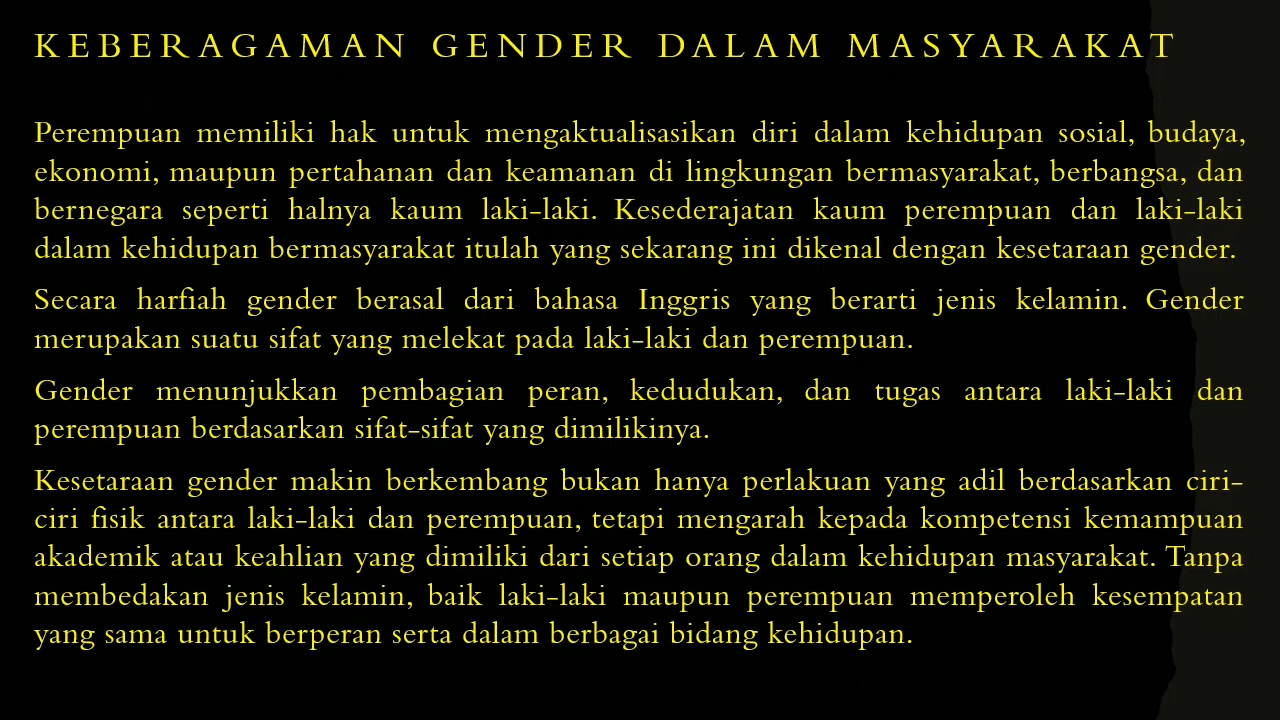 KEBERAGAMAN GENDER DALAM MASYARAKAT
Perempuan memiliki hak untuk mengaktualisasikan diri dalam kehidupan sosial, budaya,
ekonomi, maupun pertahanan dan keamanan di lingkungan bermasyarakat, berbangsa, dan
bernegara seperti halnya kaum laki-laki. Kesederajatan kaum perempuan dan laki-laki
dalam kehidupan bermasyarakat itulah yang sekarang ini dikenal dengan kesetaraan gender.
Secara harfiah gender berasal dari bahasa Inggris yang berarti jenis kelamin. Gender
merupakan suatu sifat yang melekat pada laki-laki dan perempuan.
Gender menunjukkan pembagian peran, kedudukan, dan tugas antara laki-laki dan
perempuan berdasarkan sifat-sifat yang dimilikinya.
Kesetaraan gender makin berkembang bukan hanya perlakuan yang adil berdasarkan ciri-
ciri fisik antara laki-laki dan perempuan, tetapi mengarah kepada kompetensi kemampuan
akademik atau keahlian yang dimiliki dari setiap orang dalam kehidupan masyarakat. Tanpa
membedakan jenis kelamin, baik laki-laki maupun perempuan memperoleh kesempatan
yang sama untuk berperan serta dalam berbagai bidang kehidupan.